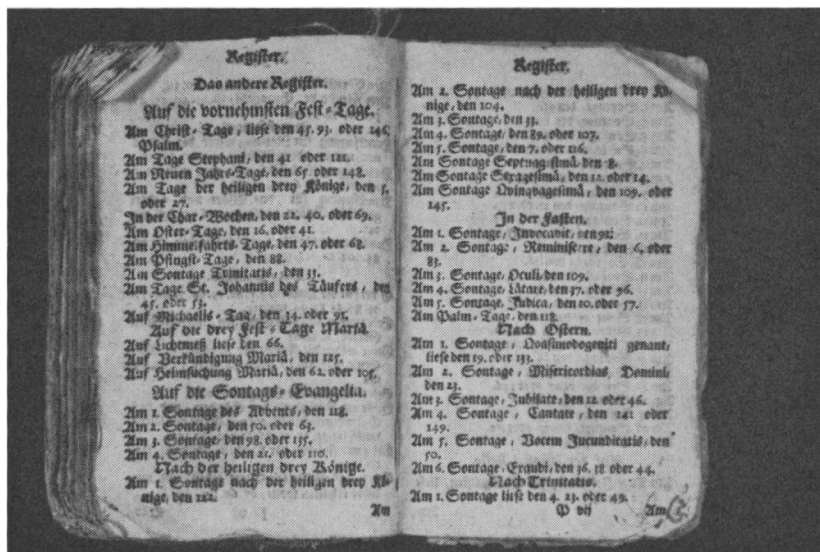 Register.
Das andere Register.
Auf die vornehmsten Fest-Tage.
Am Christ-Tage, liese den 45. 93. oder 146.
Psalm.
Am Tage Stephani, den 41 oder 121.
Am Neuen Jahrs-Tage, den 65 oder 148.
Am Tage der heiligen drey Könige, den 5.
oder 27.
In der Char-Wochen, den 22. 40. oder 69.
Am Oster-Tage, den 16. oder 41.
Am Himmelfahrts-Tage, den 47. oder 68.
Am Pfingst-Tage, den 88.
Am Sontage Trinitatis, den 33.
Am Tage St. Johannis des Täufers, den
45. oder 53.
Auf Michaelis-Tag, den 34. oder 91.
Auf die drey Fest-Tage Mariä.
Auf Lichtmeß liese den 66.
Auf Verkündigung Mariä, den 125.
Auf Heimsuchung Mariä, den 62. oder 105.
Auf die Sontags-Evangelia.
Am 1. Sontage des Advents, den 118.
Am 2. Sontage, den 50. oder 63.
Am 3. Sontage, den 98. oder 135.
Am 4. Sontage, den 21. oder 110.
Nach der heiligen drey Könige.
Am 1. Sontage nach der heiligen drey Kö-
nige, den 122.
Am
Register.
Am 2. Sontage nach der heiligen drey Kö-
nige, den 104.
Am 3. Sontage, den 33.
Am 4. Sontage, den 89. oder 107.
Am 5. Sontage, den 7. oder 116.
Am Sontage Septuagesimä den 8.
Am Sontage Sexagesimä, den 12. oder 14.
Am Sontage Qvinqvagesimä, den 109. oder
145.
In der Fasten.
Am 1. Sontage, Invocavit, den 91.
Am 2. Sontage, Reminiscere, den 6. oder
83.
Am 3. Sontage, Oculi, den 109.
Am 4. Sontage, Lätare, den 37. oder 96.
Am 5. Sontage, Judica, den 10. oder 57.
Am Palm-Tage, den 118.
Nach Ostern.
Am 1. Sontage, Qvasimodogeniti genant,
liese den 19. oder 133.
Am 2. Sontage, Misericordias Domini,
den 23.
Am 3. Sontage, Jubilate, den 12. oder 46.
Am 4. Sontage, Cantate, den 141 oder
149.
Am 5. Sontage, Vocem Jucunditatis, den
50.
Am 6. Sontage, Exaudi, den 36. 38 oder 44.
Nach Trinitatis.
Am 1. Sontage liese den 4. 23. oder 49.
P vij Am